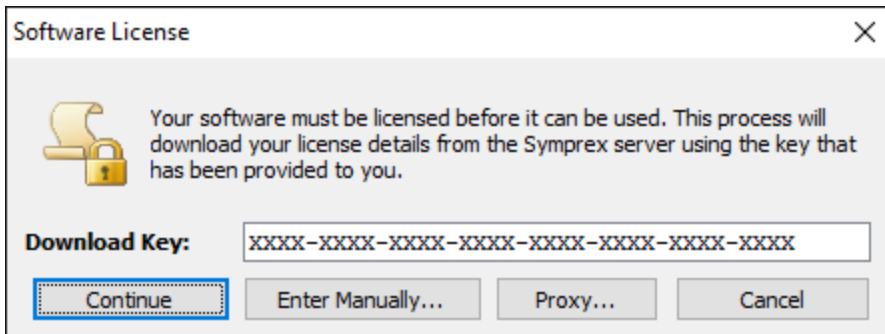 Software License
Your software must be licensed before it can be used. This process will
download your license details from the Symprex server using the key that
has been provided to you.
Download Key: XXXX-XXXX-XXXX-XXXX-XXXX-XXXX-XXXX-XXXX
Continue Enter Manually... Proxy... Cancel